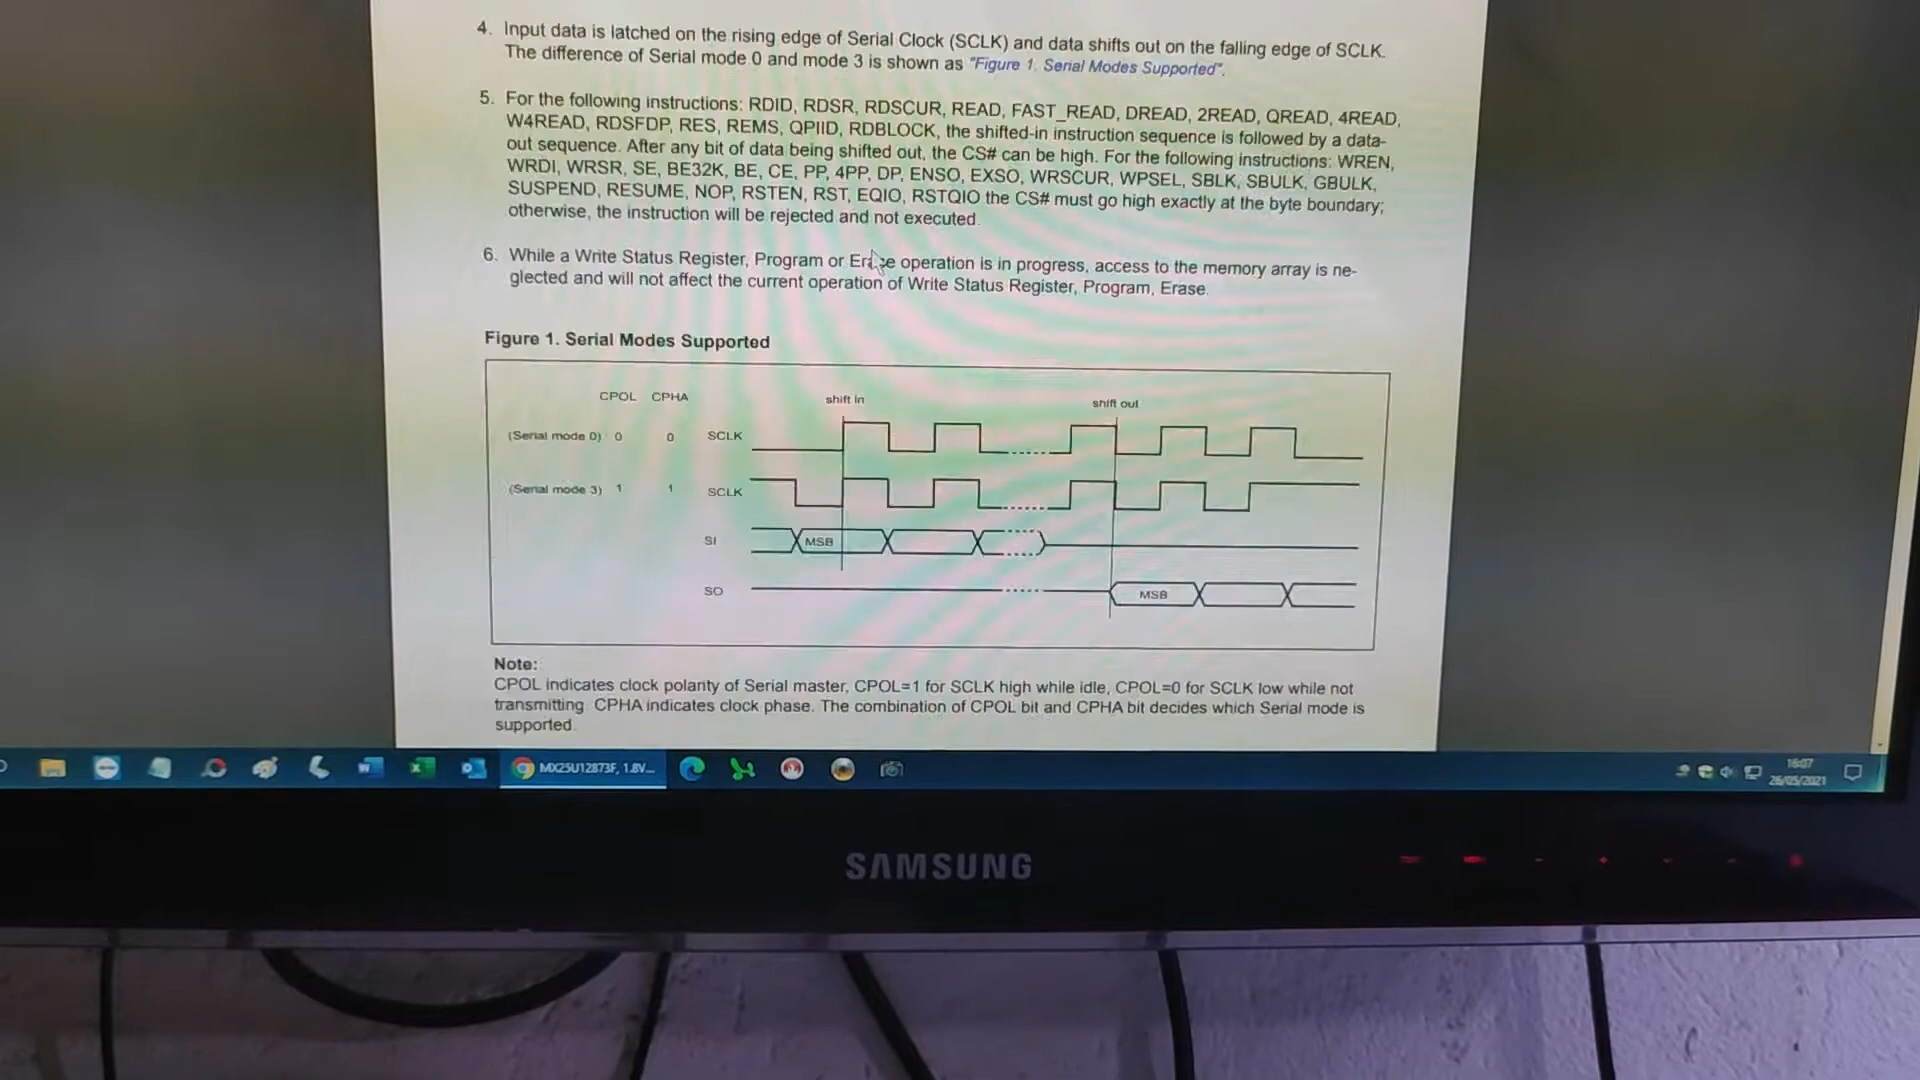 4. Input data is latched on the rising edge of Serial Clock (SCLK) and data shifts out on the falling edge of SCLK.
The difference of Serial mode 0 and mode 3 is shown as "Figure 1. Serial Modes Supported".
5. For the following instructions: RDID, RDSR, RDSCUR, READ, FAST_READ, DREAD, 2READ, QREAD, 4READ,
W4READ, RDSFDP, RES, REMS, QPIID, RDBLOCK, the shifted-in instruction sequence is followed by a data-
out sequence. After any bit of data being shifted out, the CS# can be high. For the following instructions: WREN,
WRDI, WRSR, SE, BE32K, BE, CE, PP, 4PP, DP, ENSO, EXSO, WRSCUR, WPSEL, SBLK, SBULK, GBULK,
SUSPEND, RESUME, NOP, RSTEN, RST, EQIO, RSTQIO the CS# must go high exactly at the byte boundary;
otherwise, the instruction will be rejected and not executed.
6. While a Write Status Register, Program or Erase operation is in progress, access to the memory array is ne-
glected and will not affect the current operation of Write Status Register, Program, Erase.
Figure 1. Serial Modes Supported
CPOL CPHA shift in shift out
(Serial mode 0) 0 0 SCLK
(Serial mode 3) 1 1 SCLK
SI MSB
SO MSB
Note:
CPOL indicates clock polarity of Serial master, CPOL=1 for SCLK high while idle, CPOL=0 for SCLK low while not
transmitting. CPHA indicates clock phase. The combination of CPOL bit and CPHA bit decides which Serial mode is
supported.
MX25U12873F, 1.8V... 16:07
26/05/2021
SAMSUNG